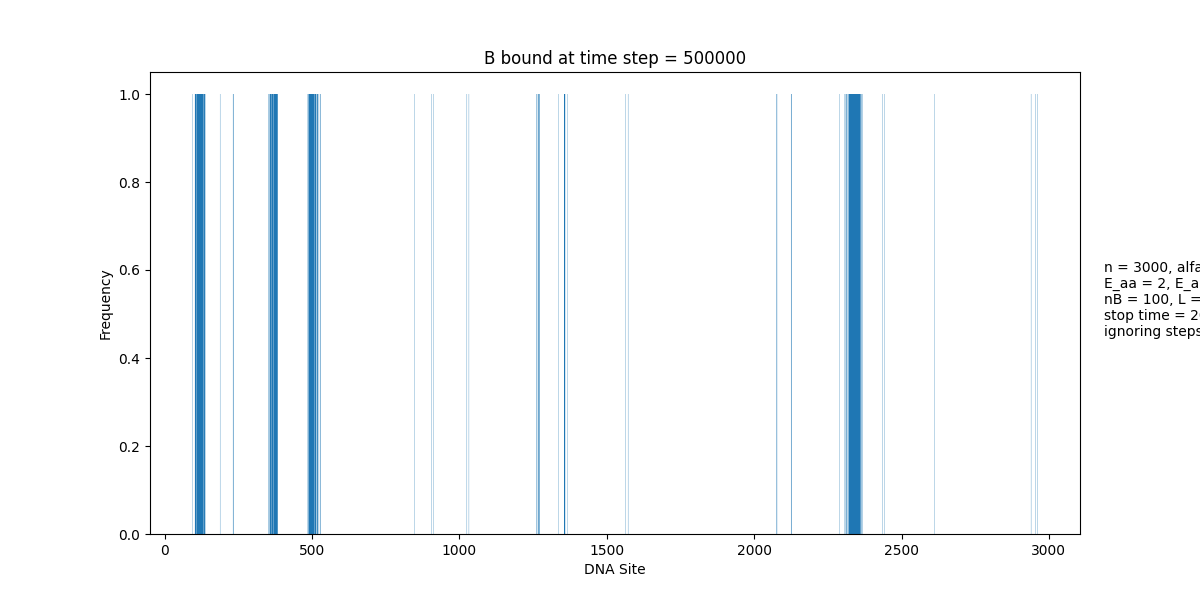 B bound at time step = 500000
1.0
0.8
0.6
0.4
0.2
0.0
Frequency
0 500 1000 1500 2000 2500 3000
DNA Site
n = 3000, alfa
E_aa = 2, E_a
nB = 100, L =
stop time =
ignoring steps